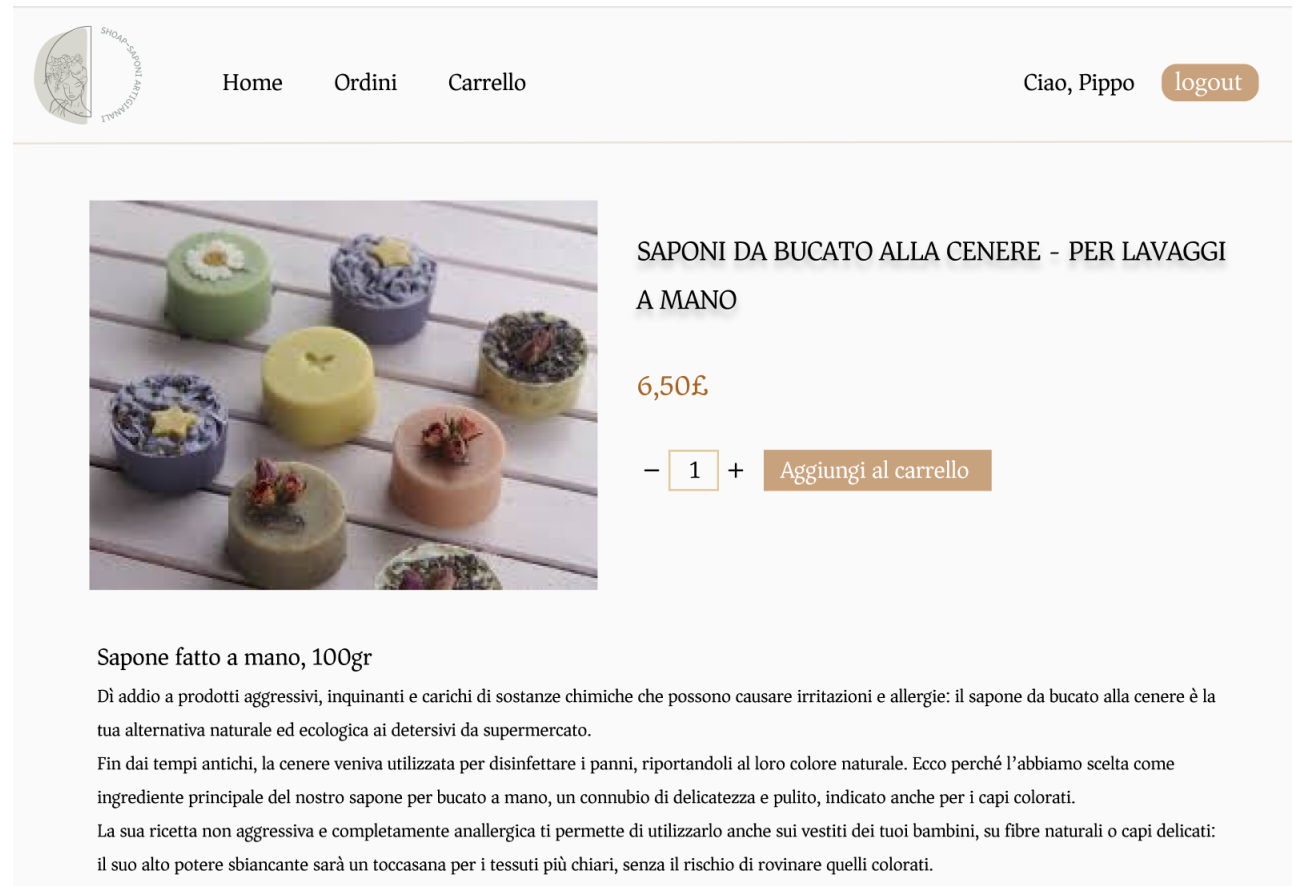 SHOAP-SAPONI ARTIGIANALI
Home Ordini Carrello Ciao, Pippo logout
SAPONI DA BUCATO ALLA CENERE - PER LAVAGGI
A MANO
6,50£
− 1 + Aggiungi al carrello
Sapone fatto a mano, 100gr
Dì addio a prodotti aggressivi, inquinanti e carichi di sostanze chimiche che possono causare irritazioni e allergie: il sapone da bucato alla cenere è la
tua alternativa naturale ed ecologica ai detersivi da supermercato.
Fin dai tempi antichi, la cenere veniva utilizzata per disinfettare i panni, riportandoli al loro colore naturale. Ecco perché l’abbiamo scelta come
ingrediente principale del nostro sapone per bucato a mano, un connubio di delicatezza e pulito, indicato anche per i capi colorati.
La sua ricetta non aggressiva e completamente anallergica ti permette di utilizzarlo anche sui vestiti dei tuoi bambini, su fibre naturali o capi delicati:
il suo alto potere sbiancante sarà un toccasana per i tessuti più chiari, senza il rischio di rovinare quelli colorati.